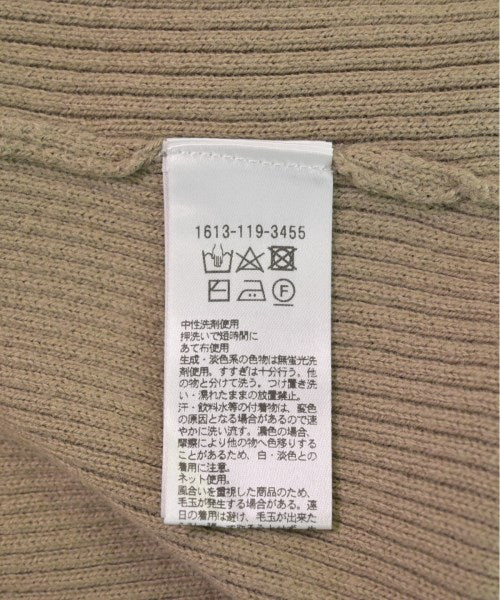 1613-119-3455
中性洗剤使用
押洗いで短時間に
あて布使用
生成・淡色系の色物は無蛍光洗
剤使用。すすぎは十分行う。他
の物と分けて洗う。つけ置き洗
い・濡れたままの放置禁止。
汗・飲料水等の付着物は、変色
の原因となる場合があるので速
やかに洗い流す。濃色の場合、
摩擦により他の物へ色移りする
ことがあるため、白・淡色との
着用に注意。
ネット使用。
風合いを重視した商品のため、
毛玉が発生する場合がある。連
日の着用は避け、毛玉が出来た